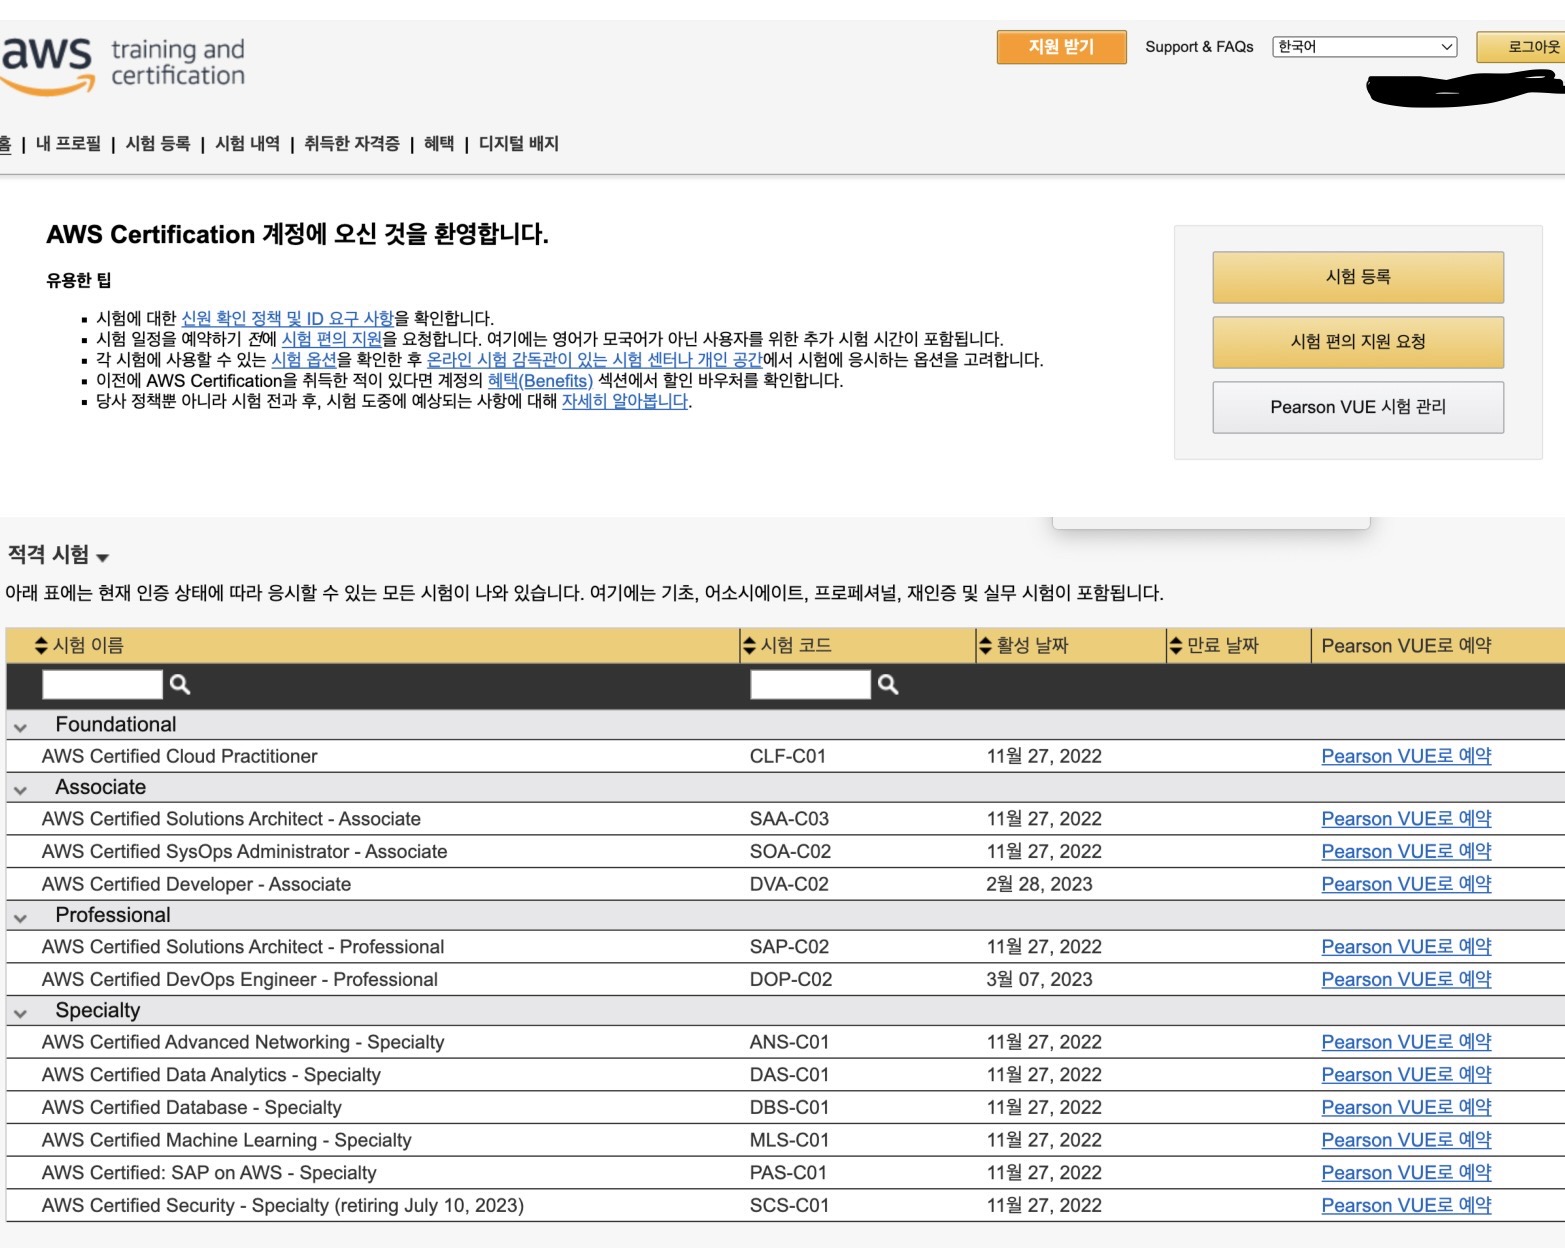 aws training and certification
지원 받기
Support & FAQs
한국어
로그아웃
홈 | 내 프로필 | 시험 등록 | 시험 내역 | 취득한 자격증 | 혜택 | 디지털 배지
AWS Certification 계정에 오신 것을 환영합니다.
유용한 팁
시험에 대한 신원 확인 정책 및 ID 요구 사항을 확인합니다.
시험 일정을 예약하기 전에 시험 편의 지원을 요청합니다. 여기에는 영어가 모국어가 아닌 사용자를 위한 추가 시험 시간이 포함됩니다.
각 시험에 사용할 수 있는 시험 옵션을 확인한 후 온라인 시험 감독관이 있는 시험 센터나 개인 공간에서 시험에 응시하는 옵션을 고려합니다.
이전에 AWS Certification을 취득한 적이 있다면 계정의 혜택(Benefits) 섹션에서 할인 바우처를 확인합니다.
당사 정책뿐 아니라 시험 전과 후, 시험 도중에 예상되는 사항에 대해 자세히 알아봅니다.
시험 등록
시험 편의 지원 요청
Pearson VUE 시험 관리
적격 시험
아래 표에는 현재 인증 상태에 따라 응시할 수 있는 모든 시험이 나와 있습니다. 여기에는 기초, 어소시에이트, 프로페셔널, 재인증 및 실무 시험이 포함됩니다.
시험 이름 시험 코드 활성 날짜 만료 날짜 Pearson VUE로 예약
Foundational
AWS Certified Cloud Practitioner CLF-C01 11월 27, 2022 Pearson VUE로 예약
Associate
AWS Certified Solutions Architect - Associate SAA-C03 11월 27, 2022 Pearson VUE로 예약
AWS Certified SysOps Administrator - Associate SOA-C02 11월 27, 2022 Pearson VUE로 예약
AWS Certified Developer - Associate DVA-C02 2월 28, 2023 Pearson VUE로 예약
Professional
AWS Certified Solutions Architect - Professional SAP-C02 11월 27, 2022 Pearson VUE로 예약
AWS Certified DevOps Engineer - Professional DOP-C02 3월 07, 2023 Pearson VUE로 예약
Specialty
AWS Certified Advanced Networking - Specialty ANS-C01 11월 27, 2022 Pearson VUE로 예약
AWS Certified Data Analytics - Specialty DAS-C01 11월 27, 2022 Pearson VUE로 예약
AWS Certified Database - Specialty DBS-C01 11월 27, 2022 Pearson VUE로 예약
AWS Certified Machine Learning - Specialty MLS-C01 11월 27, 2022 Pearson VUE로 예약
AWS Certified: SAP on AWS - Specialty PAS-C01 11월 27, 2022 Pearson VUE로 예약
AWS Certified Security - Specialty (retiring July 10, 2023) SCS-C01 11월 27, 2022 Pearson VUE로 예약